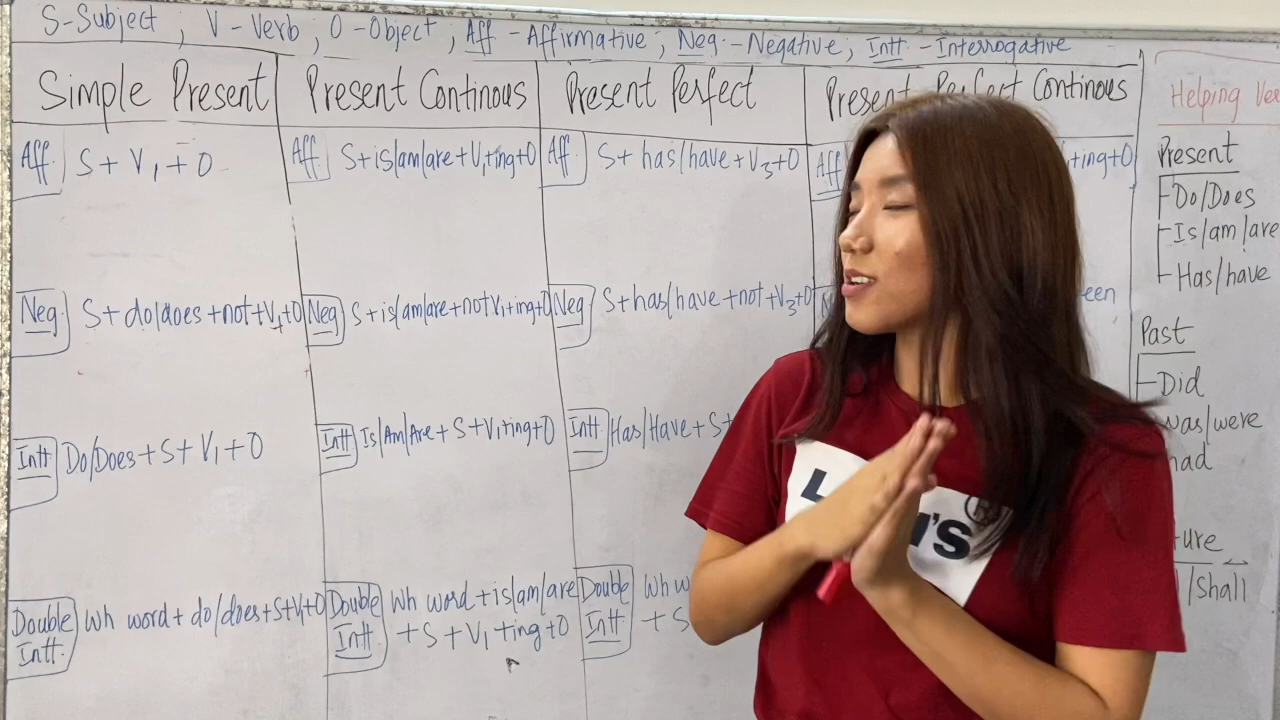 S-Subject , V-Verb , O-Object , Aff - Affirmative , Neg - Negative , Intt - Interrogative
Simple Present
Aff S + V1 + O
Neg S + do/does + not + V1 + O
Intt Do/Does + S + V1 + O
Double Wh word + do/does + S + V1 + O
Intt
Present Continous
Aff S + is/am/are + V1 + ing + O
Neg S + is/am/are + not V1 + ing + O
Intt Is/Am/Are + S + V1 + ing + O
Double Wh word + is/am/are
Intt + S + V1 + ing + O
Present Perfect
Aff S + has/have + V3 + O
Neg S + has/have + not + V3 + O
Intt Has/Have + S +
Double Wh
Intt + S
Present Perfect Continous
Aff + ing + O
Helping
Present
Do/Does
Is/am/are
Has/have
Past
Did
was/were
had
/Shall